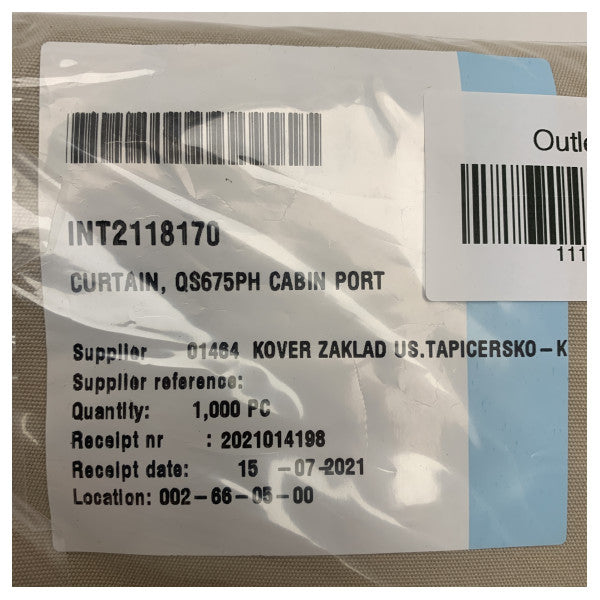 Outle
111
INT2118170
CURTAIN, QS675PH CABIN PORT
Supplier 01464 KOVER ZAKLAD US.TAPICERSKO-K
Supplier reference:
Quantity: 1,000 PC
Receipt nr : 2021014198
Receipt date: 15 -07-2021
Location: 002-66-05-00